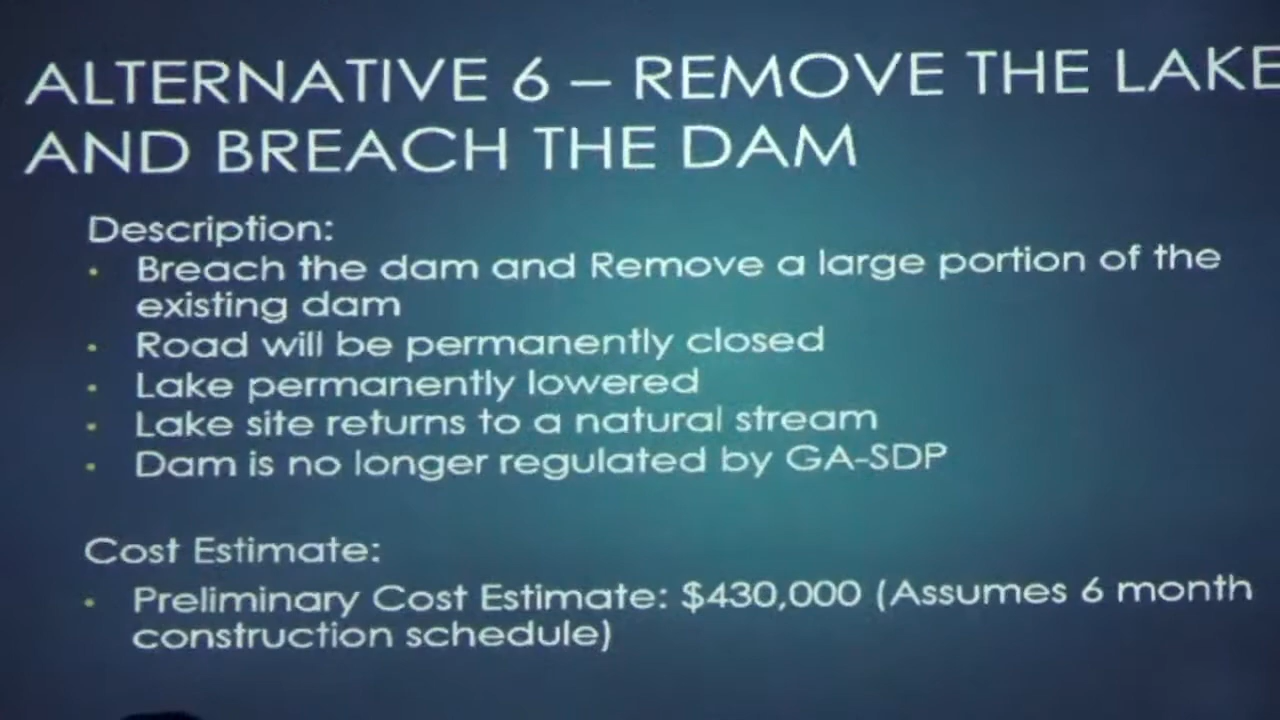 ALTERNATIVE 6 – REMOVE THE LAKE
AND BREACH THE DAM
Description:
• Breach the dam and Remove a large portion of the
existing dam
• Road will be permanently closed
• Lake permanently lowered
• Lake site returns to a natural stream
• Dam is no longer regulated by GA-SDP
Cost Estimate:
• Preliminary Cost Estimate: $430,000 (Assumes 6 month
construction schedule)